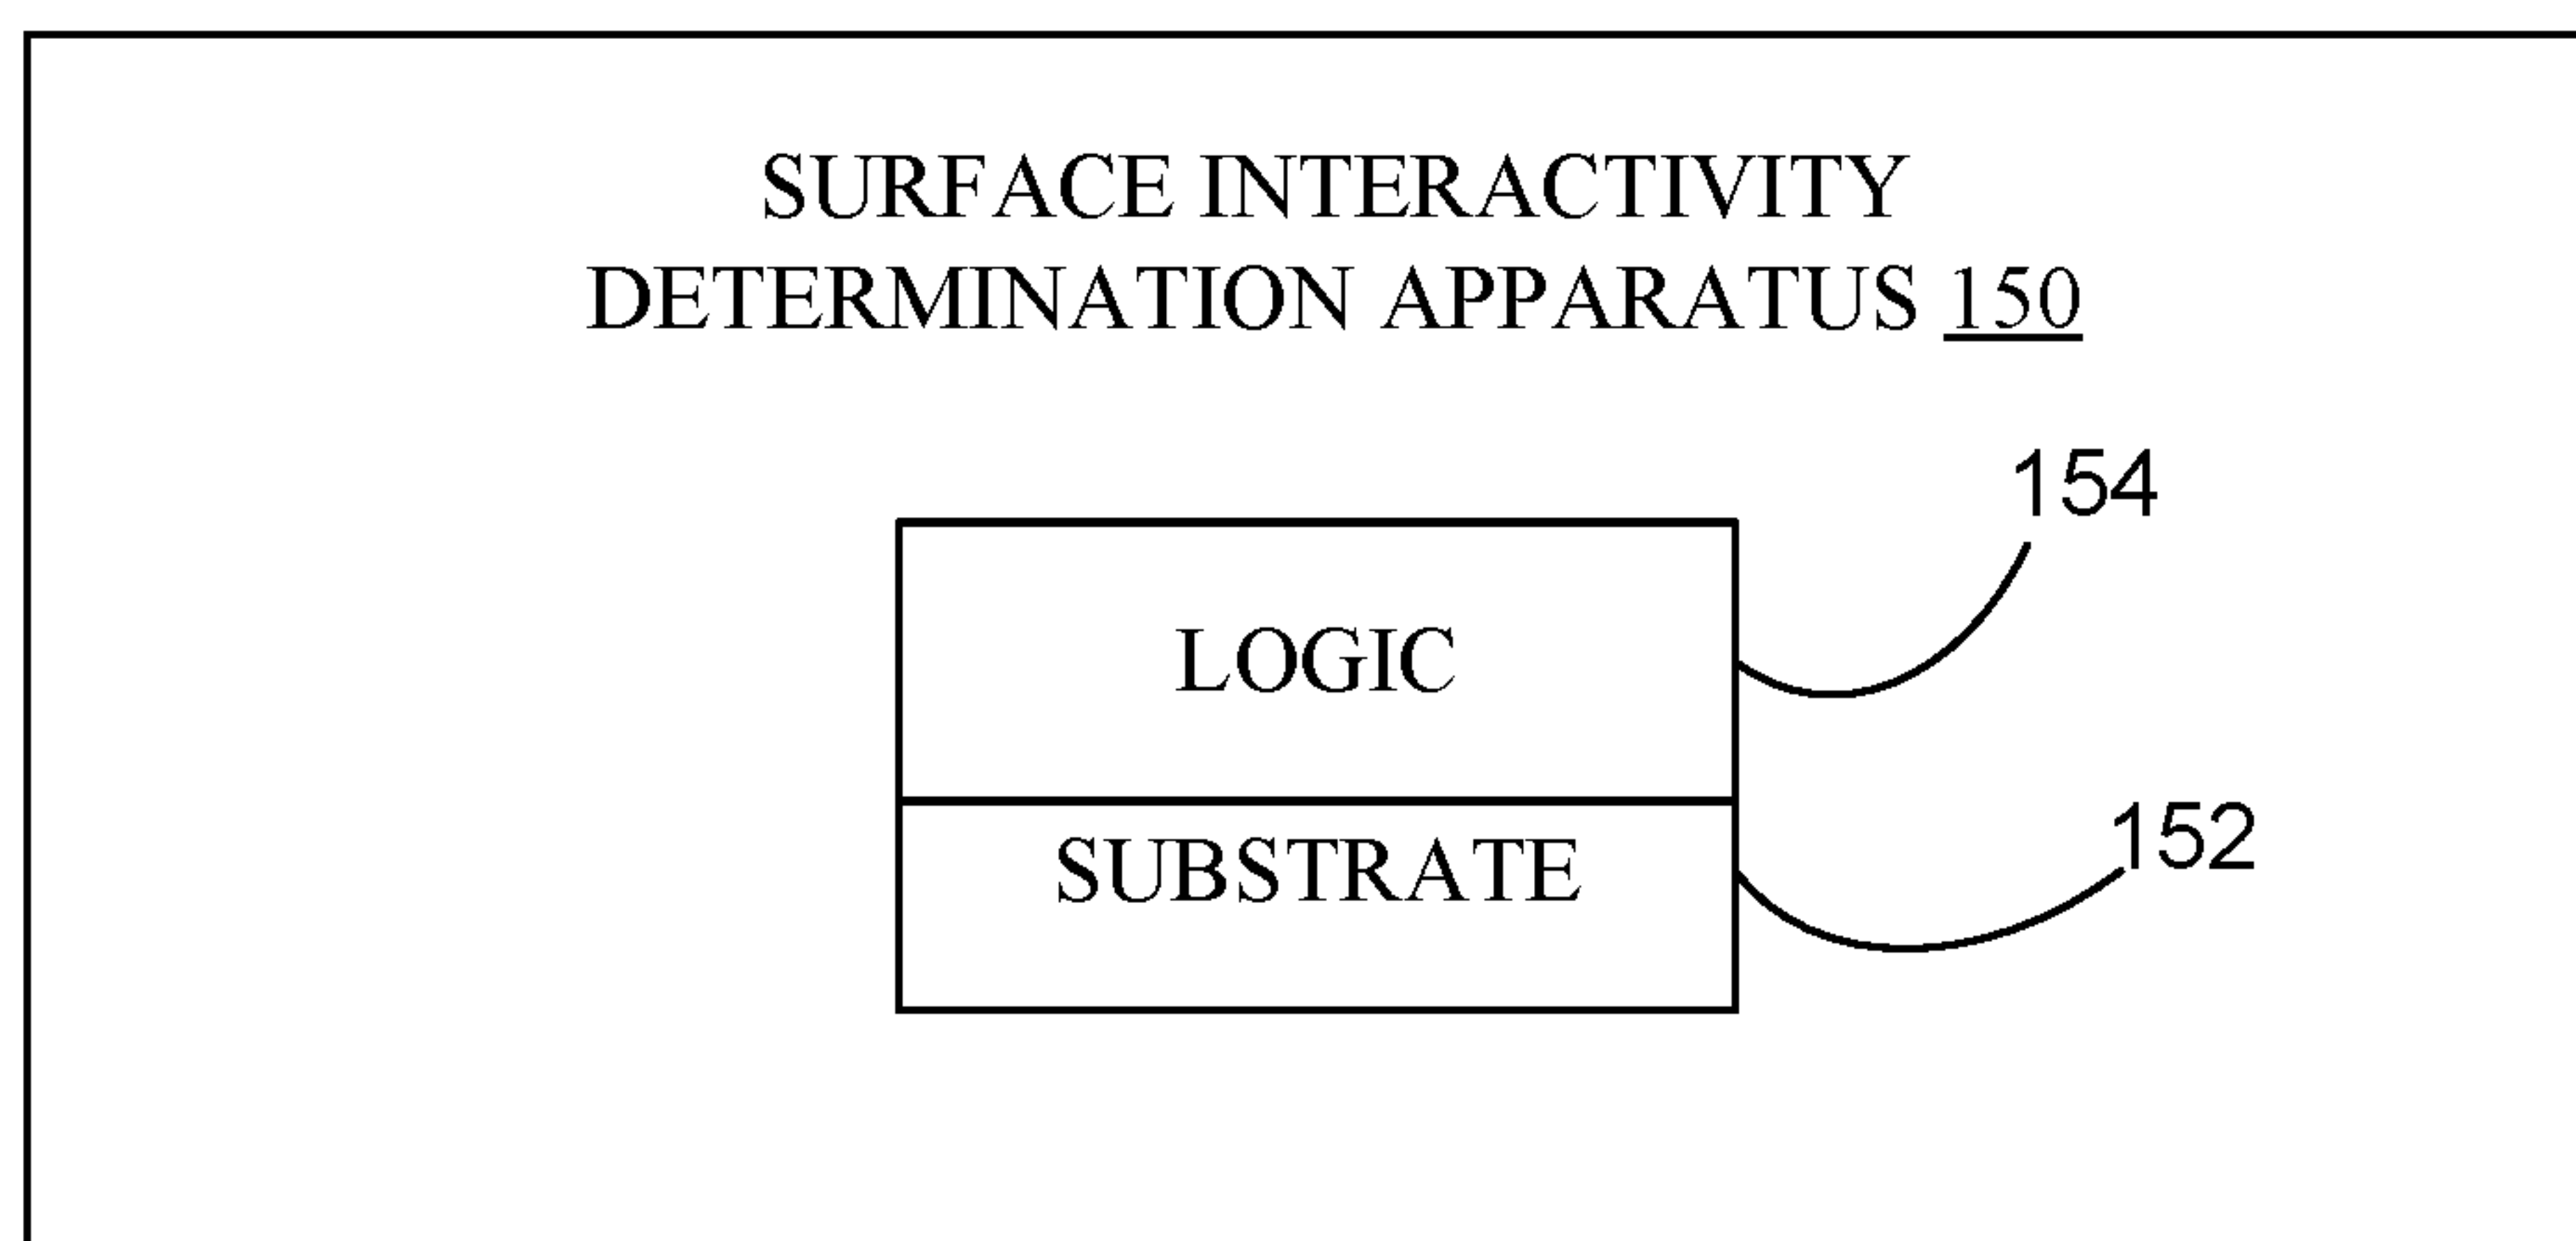 SURFACE INTERACTIVITY
DETERMINATION APPARATUS 150
154
LOGIC
152
SUBSTRATE